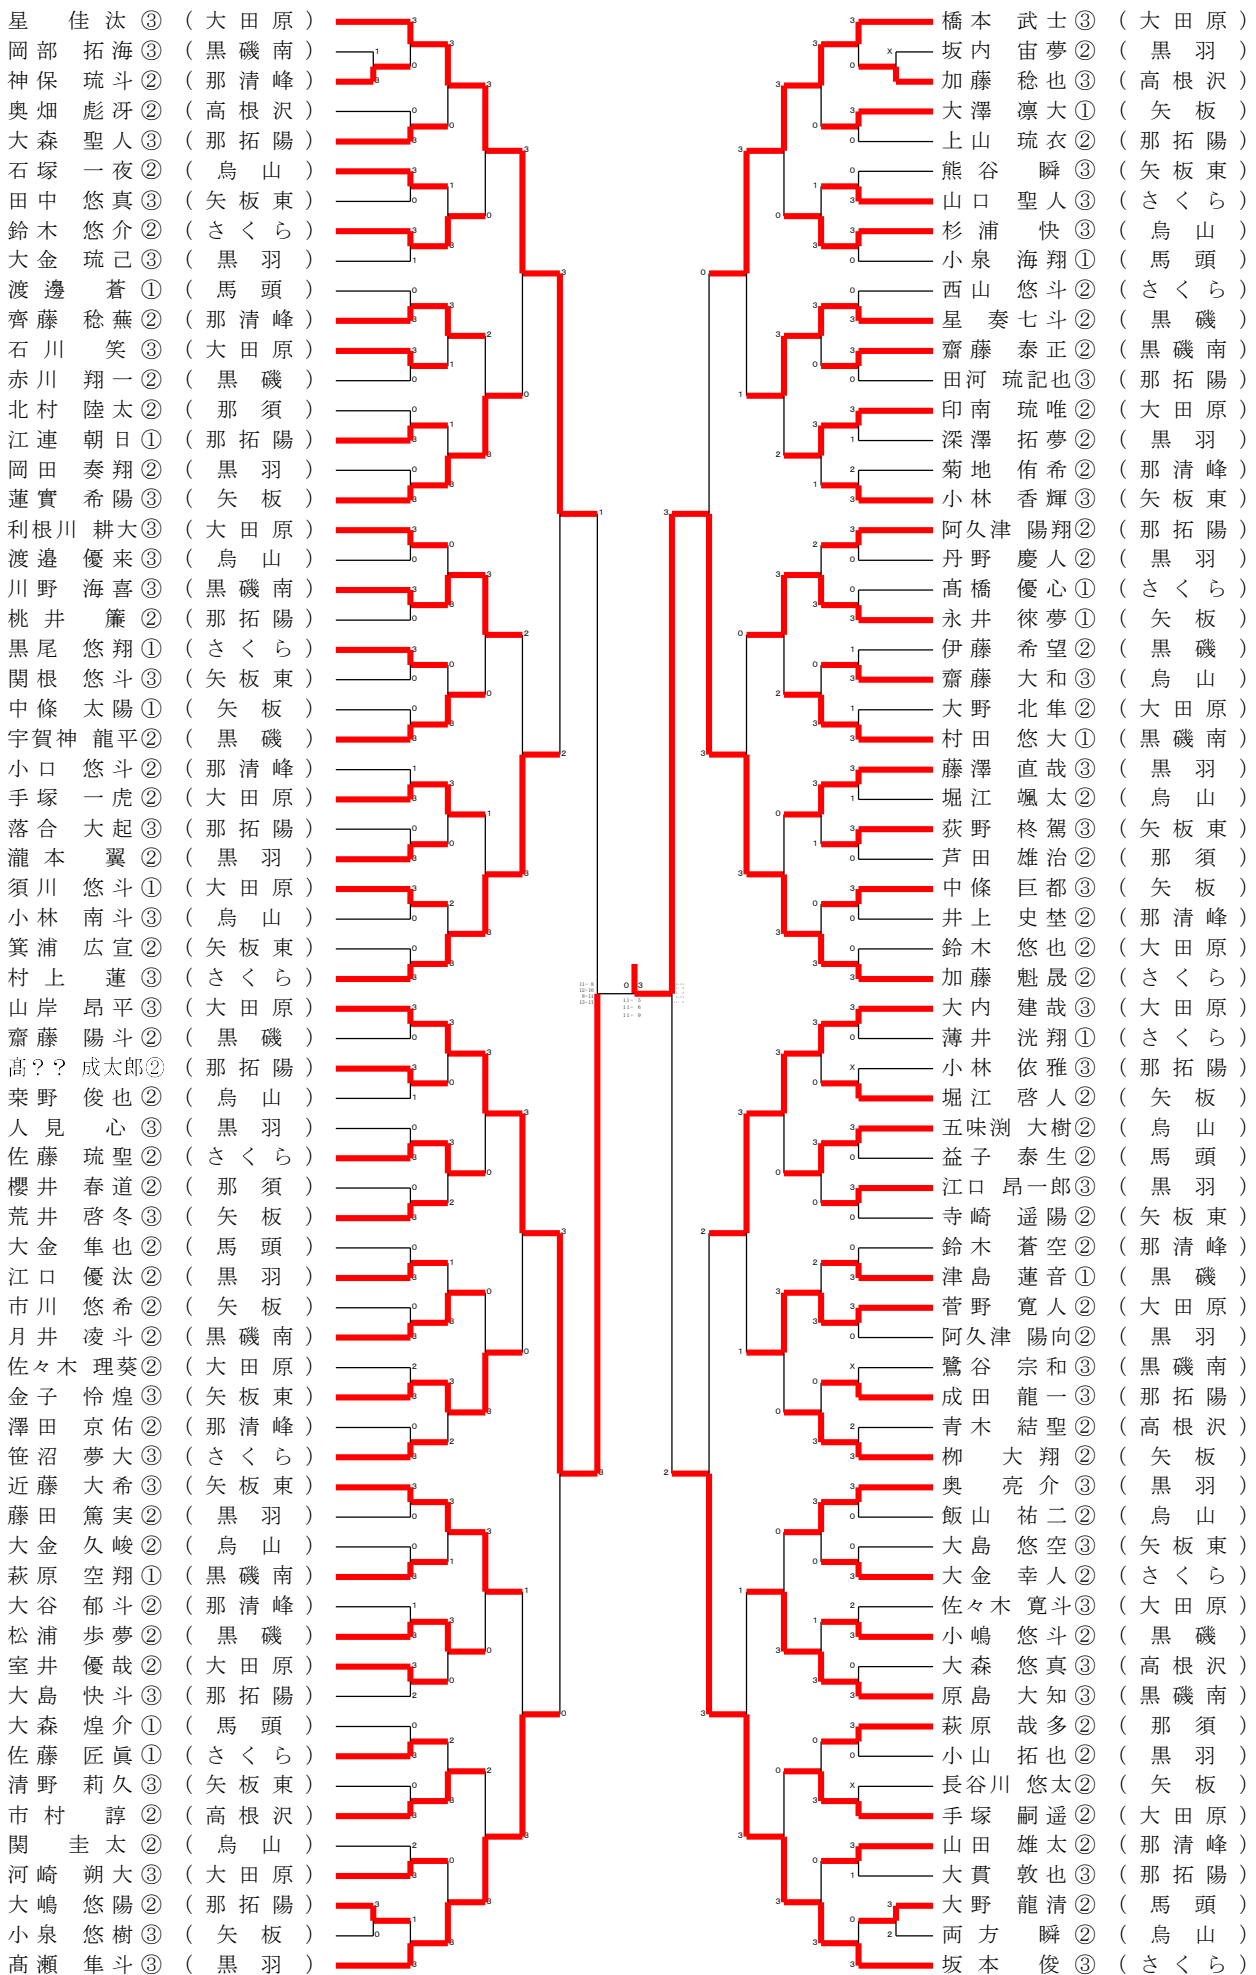 星 佳汰③ (大田原)
岡部 拓海③ (黒磯南)
神保 琉斗② (那清峰)
奥畑 彪冴② (高根沢)
大森 聖人③ (那拓陽)
石塚 一夜② (烏山)
田中 悠真③ (矢板東)
鈴木 悠介② (さくら)
大金 琉己③ (黒羽)
渡邊 蒼① (馬頭)
齊藤 稔蕪② (那清峰)
石川 笑③ (大田原)
赤川 翔一② (黒磯)
北村 陸太② (那須)
江連 朝日① (那拓陽)
岡田 奏翔② (黒羽)
蓮實 希陽③ (矢板)
利根川 耕大③ (大田原)
渡邉 優来③ (烏山)
川野 海喜③ (黒磯南)
桃井 簾② (那拓陽)
黒尾 悠翔① (さくら)
関根 悠斗③ (矢板東)
中條 太陽① (矢板)
宇賀神 龍平② (黒磯)
小口 悠斗② (那清峰)
手塚 一虎② (大田原)
落合 大起③ (那拓陽)
瀧本 翼② (黒羽)
須川 悠斗① (大田原)
小林 南斗③ (烏山)
箕浦 広宣② (矢板東)
村上 蓮③ (さくら)
山岸 昂平③ (大田原)
齋藤 陽斗② (黒磯)
髙?? 成太郎② (那拓陽)
桒野 俊也② (烏山)
人見 心③ (黒羽)
佐藤 琉聖② (さくら)
櫻井 春道② (那須)
荒井 啓冬③ (矢板)
大金 隼也② (馬頭)
江口 優汰② (黒羽)
市川 悠希② (矢板)
月井 凌斗② (黒磯南)
佐々木 理葵② (大田原)
金子 怜煌③ (矢板東)
澤田 京佑② (那清峰)
笹沼 夢大③ (さくら)
近藤 大希③ (矢板東)
藤田 篤実② (黒羽)
大金 久峻② (烏山)
萩原 空翔① (黒磯南)
大谷 郁斗② (那清峰)
松浦 歩夢② (黒磯)
室井 優哉② (大田原)
大島 快斗③ (那拓陽)
大森 煌介① (馬頭)
佐藤 匠眞① (さくら)
清野 莉久③ (矢板東)
市村 諄② (高根沢)
関 圭太② (烏山)
河崎 朔大③ (大田原)
大嶋 悠陽② (那拓陽)
小泉 悠樹③ (矢板)
髙瀬 隼斗③ (黒羽)
橋本 武士③ (大田原)
坂内 宙夢② (黒羽)
加藤 稔也③ (高根沢)
大澤 凛大① (矢板)
上山 琉衣② (那拓陽)
熊谷 瞬③ (矢板東)
山口 聖人③ (さくら)
杉浦 快③ (烏山)
小泉 海翔① (馬頭)
西山 悠斗② (さくら)
星 奏七斗② (黒磯)
齋藤 泰正② (黒磯南)
田河 琉記也③ (那拓陽)
印南 琉唯② (大田原)
深澤 拓夢② (黒羽)
菊地 侑希② (那清峰)
小林 香輝③ (矢板東)
阿久津 陽翔② (那拓陽)
丹野 慶人② (黒羽)
髙橋 優心① (さくら)
永井 徠夢① (矢板)
伊藤 希望② (黒磯)
齋藤 大和③ (烏山)
大野 北隼② (大田原)
村田 悠大① (黒磯南)
藤澤 直哉③ (黒羽)
堀江 颯太② (烏山)
荻野 柊駕③ (矢板東)
芦田 雄治② (那須)
中條 巨都③ (矢板)
井上 史埜② (那清峰)
鈴木 悠也② (大田原)
加藤 魁晟② (さくら)
大内 建哉③ (大田原)
薄井 洸翔① (さくら)
小林 依雅③ (那拓陽)
堀江 啓人② (矢板)
五味渕 大樹② (烏山)
益子 泰生② (馬頭)
江口 昂一郎③ (黒羽)
寺崎 遥陽② (矢板東)
鈴木 蒼空② (那清峰)
津島 蓮音① (黒磯)
菅野 寛人② (大田原)
阿久津 陽向② (黒羽)
鷺谷 宗和③ (黒磯南)
成田 龍一③ (那拓陽)
青木 結聖② (高根沢)
栁 大翔② (矢板)
奥 亮介③ (黒羽)
飯山 祐二② (烏山)
大島 悠空③ (矢板東)
大金 幸人② (さくら)
佐々木 寛斗③ (大田原)
小嶋 悠斗② (黒磯)
大森 悠真③ (高根沢)
原島 大知③ (黒磯南)
萩原 哉多② (那須)
小山 拓也② (黒羽)
長谷川 悠太② (矢板)
手塚 嗣遥② (大田原)
山田 雄太② (那清峰)
大貫 敦也③ (那拓陽)
大野 龍清② (馬頭)
両方 瞬② (烏山)
坂本 俊③ (さくら)